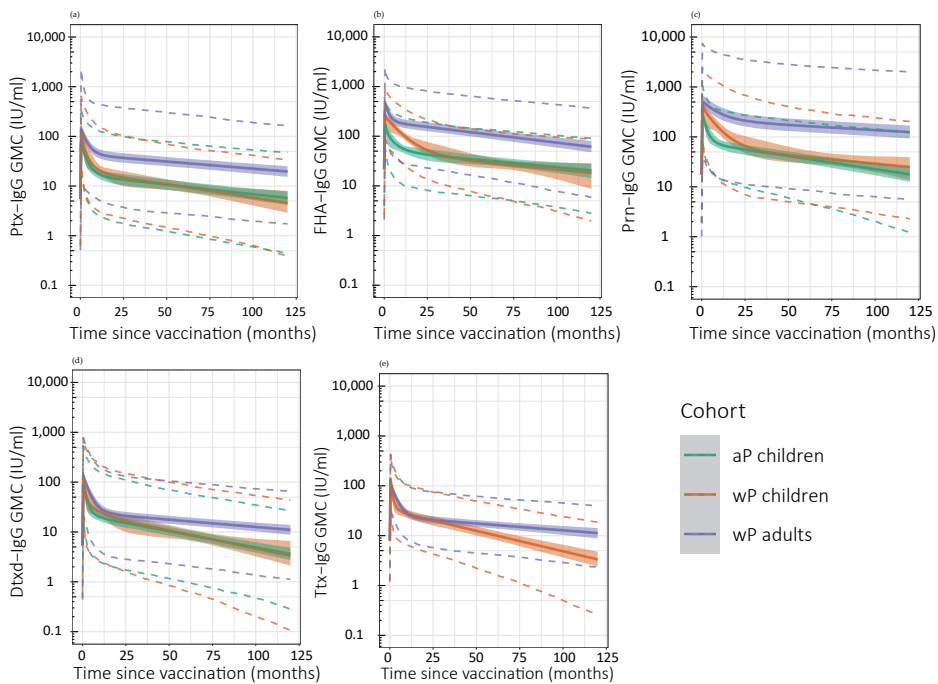 (a)
Ptx–IgG GMC (IU/ml)
10,000
1,000
100
10
1
0.1
0 25 50 75 100 125
Time since vaccination (months)
(b)
FHA–IgG GMC (IU/ml)
10,000
1,000
100
10
1
0.1
0 25 50 75 100 125
Time since vaccination (months)
(c)
Prn–IgG GMC (IU/ml)
10,000
1,000
100
10
1
0.1
0 25 50 75 100 125
Time since vaccination (months)
(d)
Dtxd–IgG GMC (IU/ml)
10,000
1,000
100
10
1
0.1
0 25 50 75 100 125
Time since vaccination (months)
(e)
Ttx–IgG GMC (IU/ml)
10,000
1,000
100
10
1
0.1
0 25 50 75 100 125
Time since vaccination (months)
Cohort
aP children
wP children
wP adults